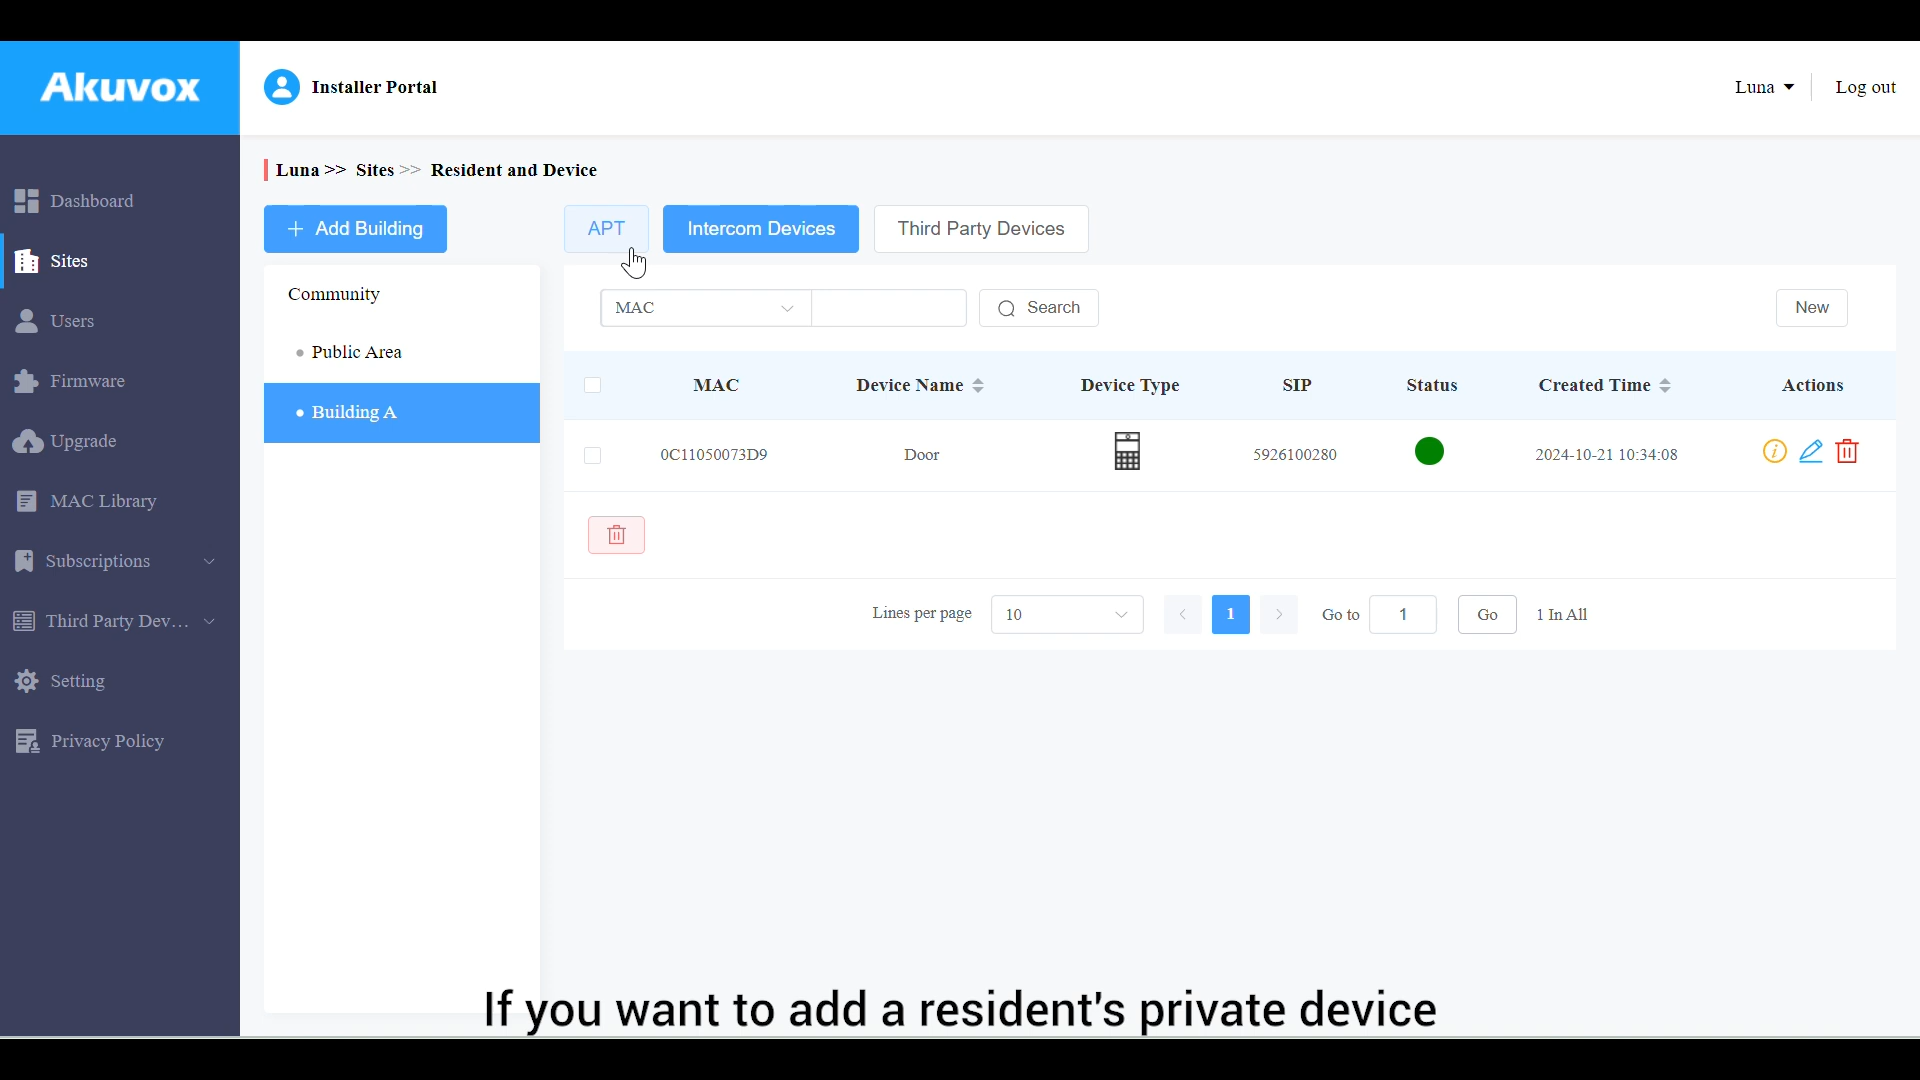 Akuvox
Installer Portal
Luna
Log out
Dashboard
Sites
Users
Firmware
Upgrade
MAC Library
Subscriptions
Third Party Dev...
Setting
Privacy Policy
Luna >> Sites >> Resident and Device
+ Add Building
APT
Intercom Devices
Third Party Devices
Community
Public Area
Building A
MAC
Search
New
MAC Device Name Device Type SIP Status Created Time Actions
0C11050073D9 Door 5926100280 2024-10-21 10:34:08
Lines per page 10 < 1 > Go to 1 Go 1 In All
If you want to add a resident's private device